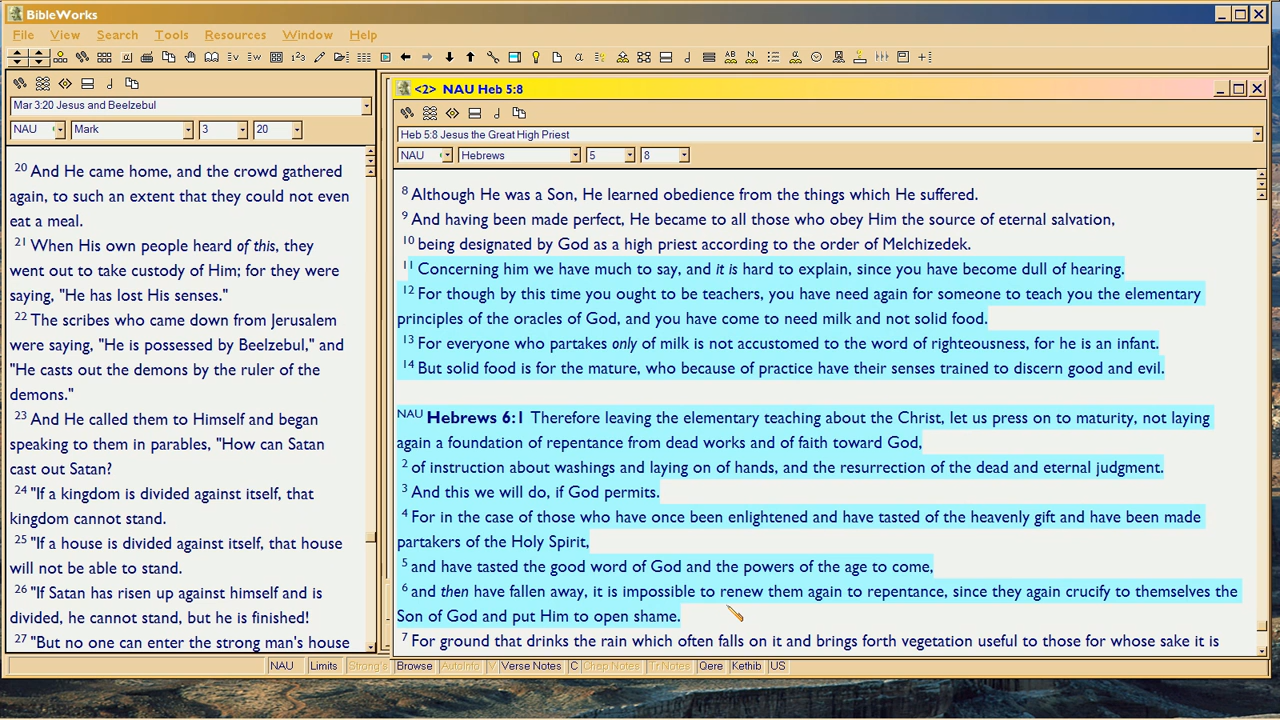 BibleWorks
File View Search Tools Resources Window Help
Mar 3:20 Jesus and Beelzebul
NAU Mark 3 20
20 And He came home, and the crowd gathered
again, to such an extent that they could not even
eat a meal.
21 When His own people heard of this, they
went out to take custody of Him; for they were
saying, "He has lost His senses."
22 The scribes who came down from Jerusalem
were saying, "He is possessed by Beelzebul," and
"He casts out the demons by the ruler of the
demons."
23 And He called them to Himself and began
speaking to them in parables, "How can Satan
cast out Satan?
24 "If a kingdom is divided against itself, that
kingdom cannot stand.
25 "If a house is divided against itself, that house
will not be able to stand.
26 "If Satan has risen up against himself and is
divided, he cannot stand, but he is finished!
27 "But no one can enter the strong man's house
<2> NAU Heb 5:8
Heb 5:8 Jesus the Great High Priest
NAU Hebrews 5 8
8 Although He was a Son, He learned obedience from the things which He suffered.
9 And having been made perfect, He became to all those who obey Him the source of eternal salvation,
10 being designated by God as a high priest according to the order of Melchizedek.
11 Concerning him we have much to say, and it is hard to explain, since you have become dull of hearing.
12 For though by this time you ought to be teachers, you have need again for someone to teach you the elementary
principles of the oracles of God, and you have come to need milk and not solid food.
13 For everyone who partakes only of milk is not accustomed to the word of righteousness, for he is an infant.
14 But solid food is for the mature, who because of practice have their senses trained to discern good and evil.
NAU Hebrews 6:1 Therefore leaving the elementary teaching about the Christ, let us press on to maturity, not laying
again a foundation of repentance from dead works and of faith toward God,
2 of instruction about washings and laying on of hands, and the resurrection of the dead and eternal judgment.
3 And this we will do, if God permits.
4 For in the case of those who have once been enlightened and have tasted of the heavenly gift and have been made
partakers of the Holy Spirit,
5 and have tasted the good word of God and the powers of the age to come,
6 and then have fallen away, it is impossible to renew them again to repentance, since they again crucify to themselves the
Son of God and put Him to open shame.
7 For ground that drinks the rain which often falls on it and brings forth vegetation useful to those for whose sake it is
NAU Limits Strong's Browse AutoInfo V Verse Notes C Chap Notes Tr Notes Qere Kethib US